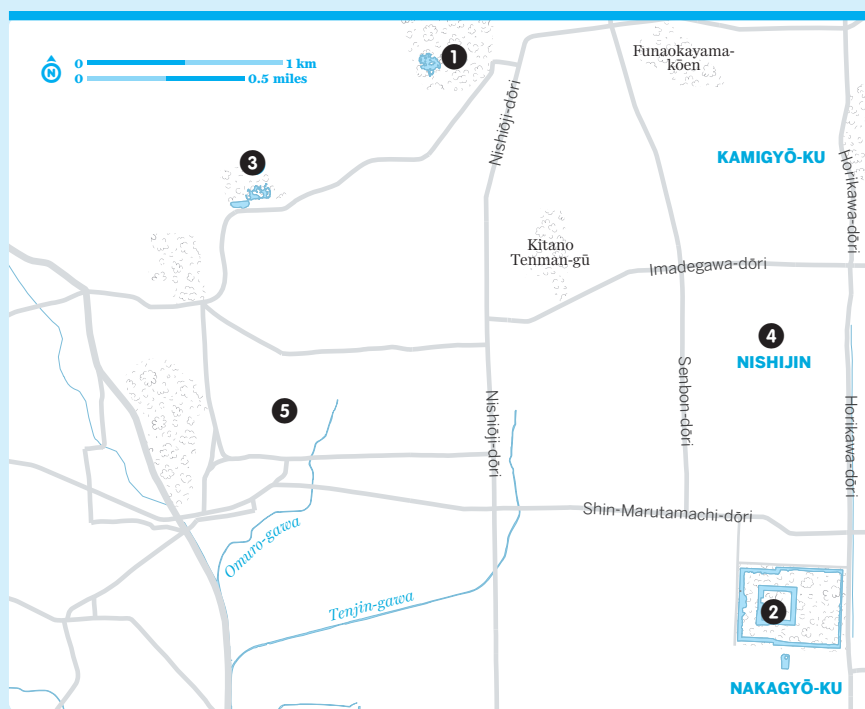 N
0
1 km
0
0.5 miles
1
Funaokayama-
kōen
Nishiōji-dōri
KAMIGYŌ-KU
Horikawa-dōri
3
Kitano
Tenman-gū
Imadegawa-dōri
4
NISHIJIN
Senbon-dōri
Nishiōji-dōri
Horikawa-dōri
5
Shin-Marutamachi-dōri
Omuro-gawa
Tenjin-gawa
2
NAKAGYŌ-KU